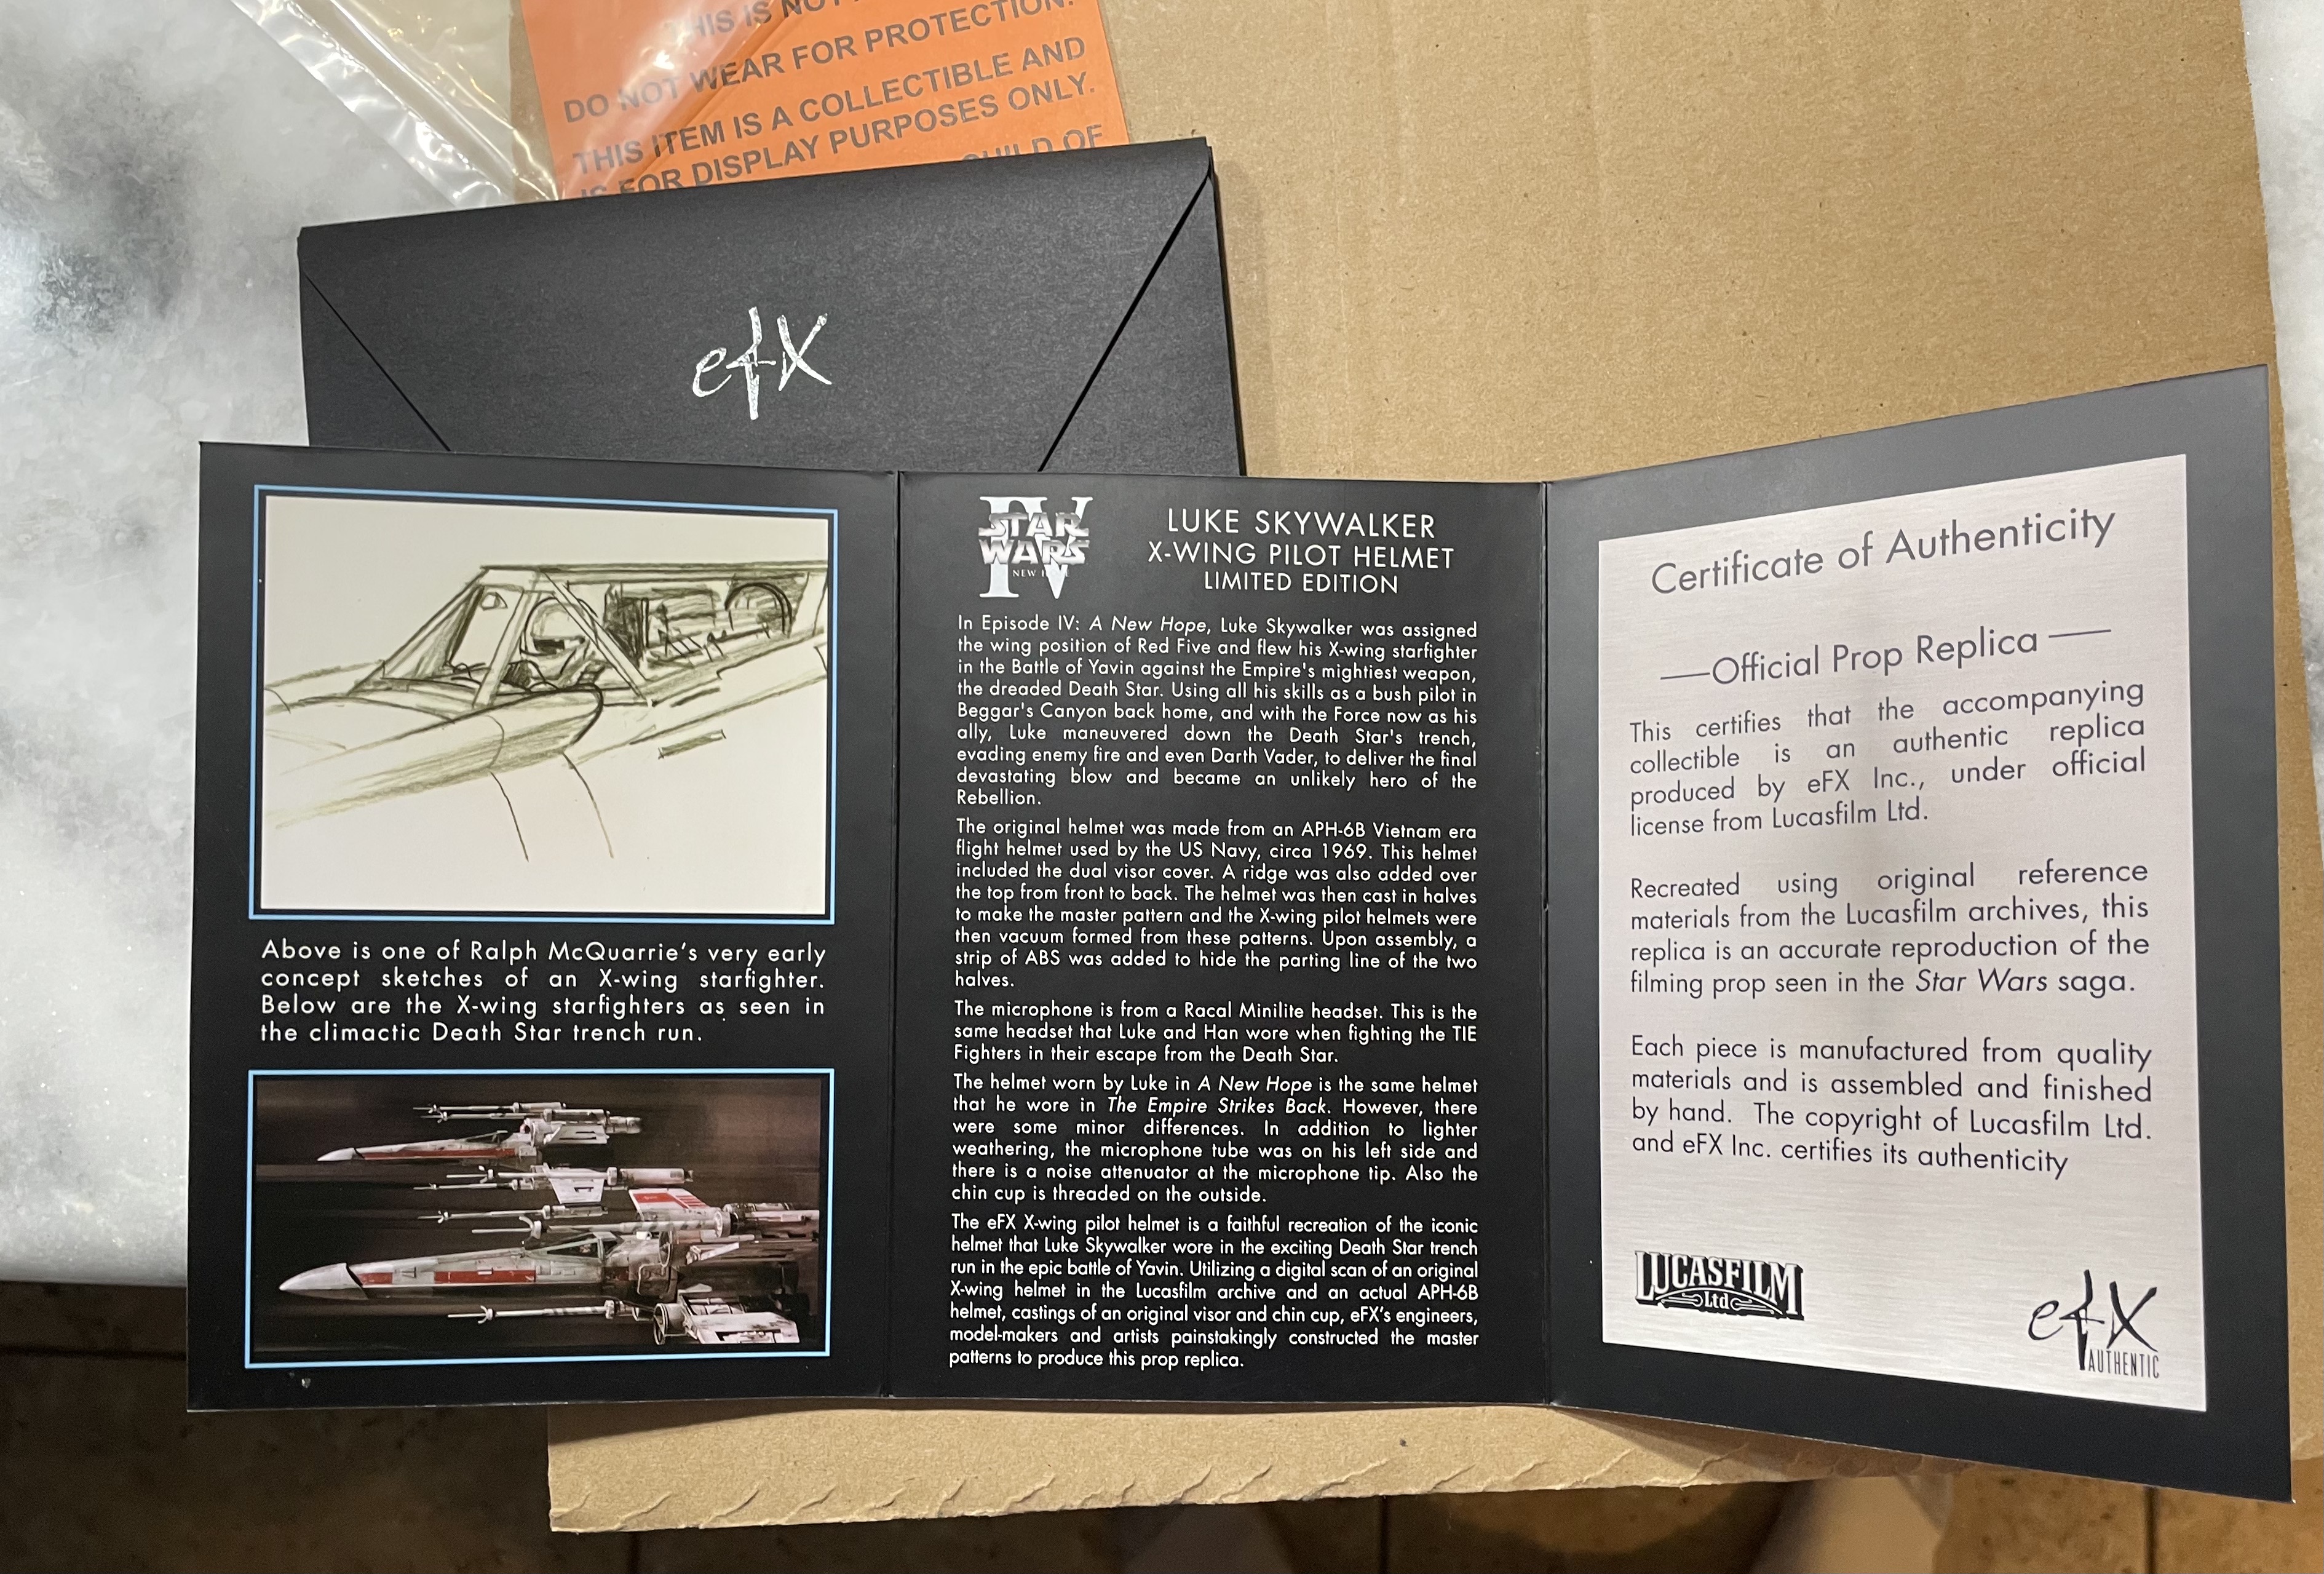 THIS IS NOT
DO NOT WEAR FOR PROTECTION.
THIS ITEM IS A COLLECTIBLE AND
IS FOR DISPLAY PURPOSES ONLY.
OF
efX
Above is one of Ralph McQuarrie's very early
concept sketches of an X-wing starfighter.
Below are the X-wing starfighters as seen in
the climactic Death Star trench run.
IV
STAR
WARS
NEW
LUKE SKYWALKER
X-WING PILOT HELMET
LIMITED EDITION
In Episode IV: A New Hope, Luke Skywalker was assigned
the wing position of Red Five and flew his X-wing starfighter
in the Battle of Yavin against the Empire's mightiest weapon,
the dreaded Death Star. Using all his skills as a bush pilot in
Beggar's Canyon back home, and with the Force now as his
ally, Luke maneuvered down the Death Star's trench,
evading enemy fire and even Darth Vader, to deliver the final
devastating blow and became an unlikely hero of the
Rebellion.
The original helmet was made from an APH-6B Vietnam era
flight helmet used by the US Navy, circa 1969. This helmet
included the dual visor cover. A ridge was also added over
the top from front to back. The helmet was then cast in halves
to make the master pattern and the X-wing pilot helmets were
then vacuum formed from these patterns. Upon assembly, a
strip of ABS was added to hide the parting line of the two
halves.
The microphone is from a Racal Minilite headset. This is the
same headset that Luke and Han wore when fighting the TIE
Fighters in their escape from the Death Star.
The helmet worn by Luke in A New Hope is the same helmet
that he wore in The Empire Strikes Back. However, there
were some minor differences. In addition to lighter
weathering, the microphone tube was on his left side and
there is a noise attenuator at the microphone tip. Also the
chin cup is threaded on the outside.
The eFX X-wing pilot helmet is a faithful recreation of the iconic
helmet that Luke Skywalker wore in the exciting Death Star trench
run in the epic battle of Yavin. Utilizing a digital scan of an original
X-wing helmet in the Lucasfilm archive and an actual APH-6B
helmet, castings of an original visor and chin cup, eFX's engineers,
model-makers and artists painstakingly constructed the master
patterns to produce this prop replica.
Certificate of Authenticity
Official Prop Replica
This certifies that the accompanying
collectible is an authentic replica
produced by eFX Inc., under official
license from Lucasfilm Ltd.
Recreated using original reference
materials from the Lucasfilm archives, this
replica is an accurate reproduction of the
filming prop seen in the Star Wars saga.
Each piece is manufactured from quality
materials and is assembled and finished
by hand. The copyright of Lucasfilm Ltd.
and eFX Inc. certifies its authenticity
LUCASFILM
Ltd
efX
AUTHENTIC